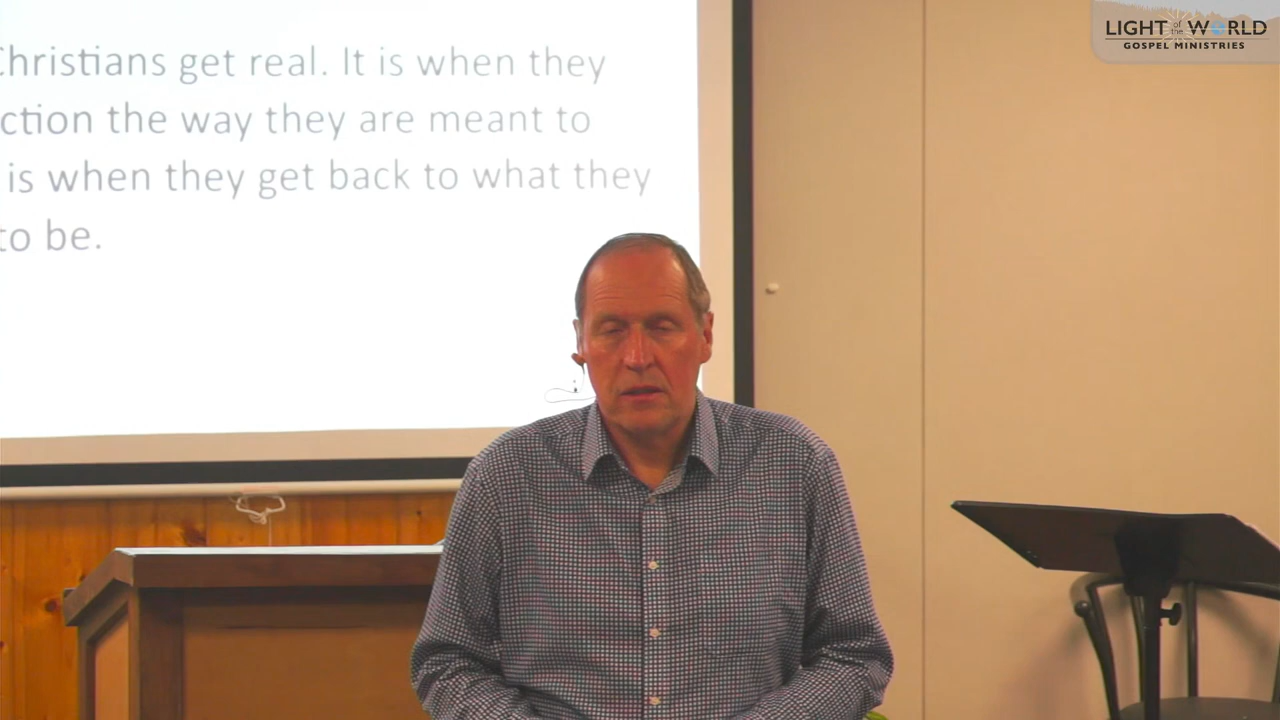 Christians get real. It is when they
ction the way they are meant to
is when they get back to what they
to be.
LIGHT of the WORLD
GOSPEL MINISTRIES